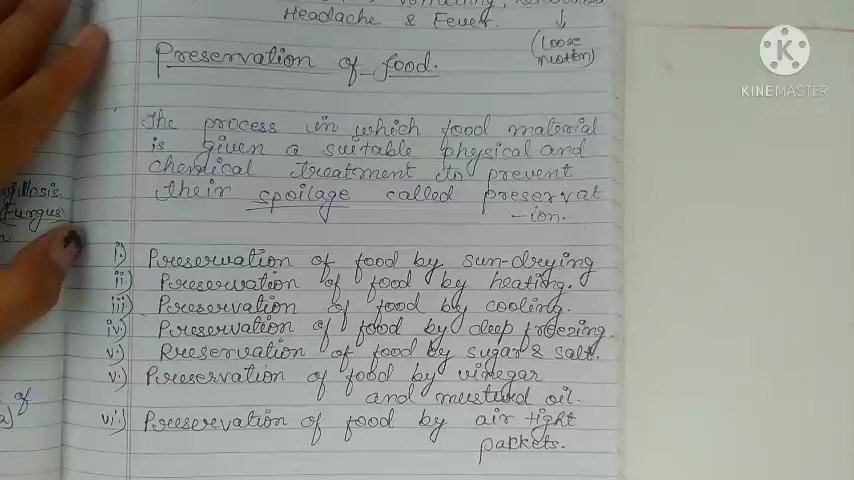 Headache & Fever.
(Loose
motion)
Preservation of food.
The process in which food material
is given a suitable physical and
chemical treatment to prevent
their spoilage called preservat
-ion.
i.) Preservation of food by sun-drying
ii) Preservation of food by heating.
iii) Preservation of food by cooling.
iv.) Preservation of food by deep freezing.
v.) Preservation of food by sugar & salt.
v.) Preservation of food by vinegar
and musturd oil.
vi.) Preservation of food by air tight
packets.
Fungus
of
K
KINEMASTER